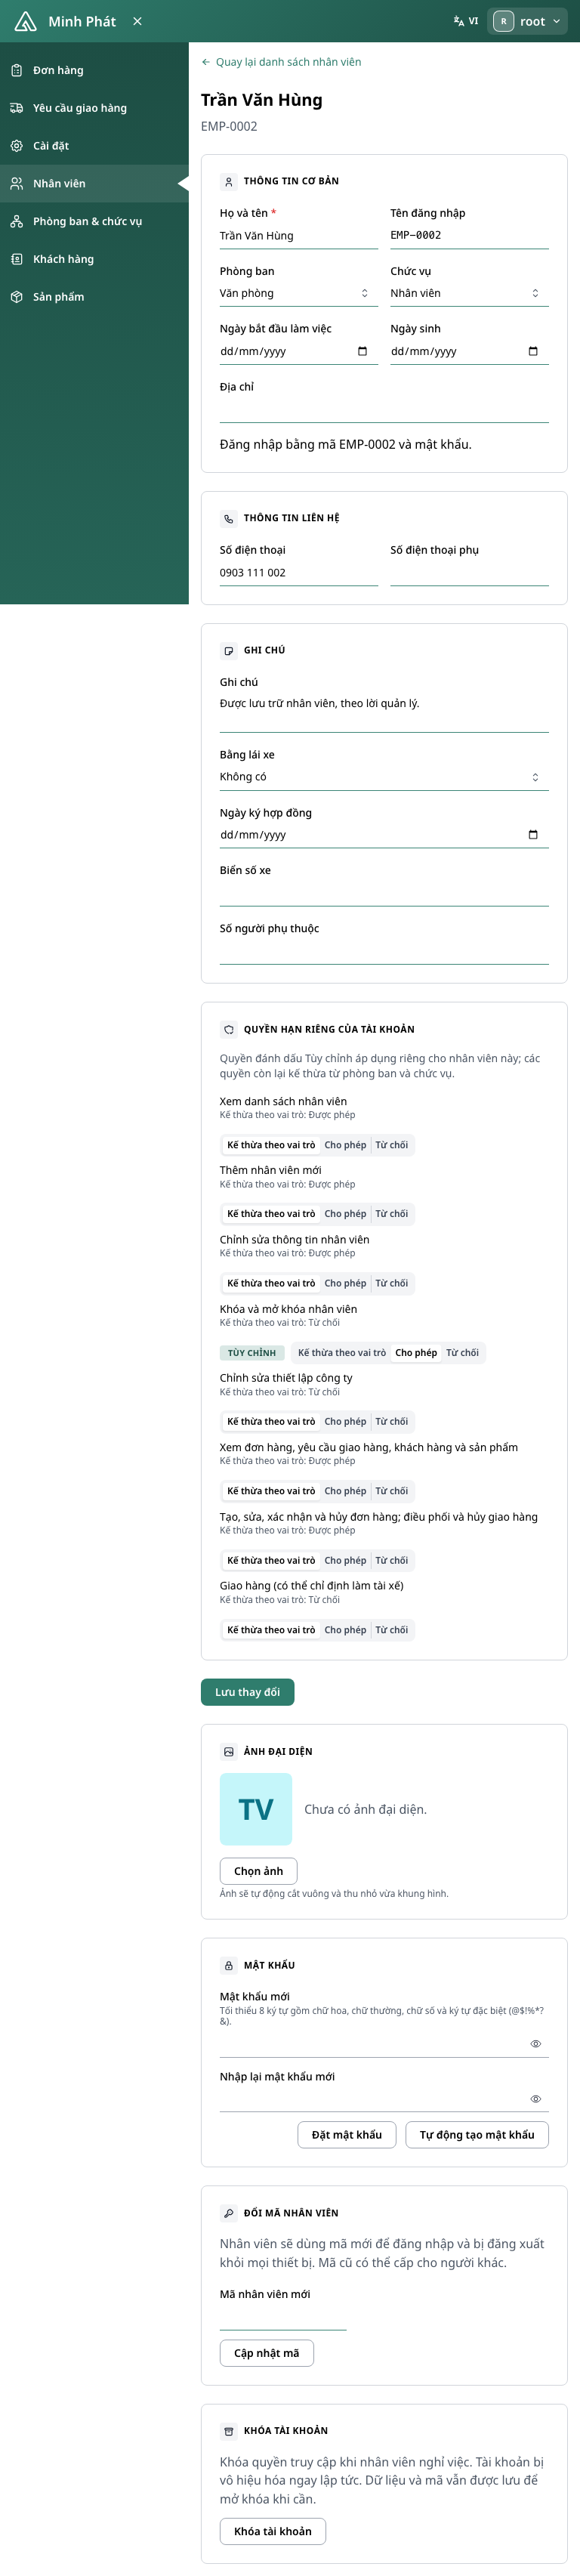 Minh Phát
VI
R
root
Đơn hàng
Yêu cầu giao hàng
Cài đặt
Nhân viên
Phòng ban & chức vụ
Khách hàng
Sản phẩm
Quay lại danh sách nhân viên
Trần Văn Hùng
EMP-0002
THÔNG TIN CƠ BẢN
Họ và tên *
Tên đăng nhập
Trần Văn Hùng
EMP-0002
Phòng ban
Chức vụ
Văn phòng
Nhân viên
Ngày bắt đầu làm việc
Ngày sinh
dd/mm/yyyy
dd/mm/yyyy
Địa chỉ
Đăng nhập bằng mã EMP-0002 và mật khẩu.
THÔNG TIN LIÊN HỆ
Số điện thoại
Số điện thoại phụ
0903 111 002
GHI CHÚ
Ghi chú
Được lưu trữ nhân viên, theo lời quản lý.
Bằng lái xe
Không có
Ngày ký hợp đồng
dd/mm/yyyy
Biển số xe
Số người phụ thuộc
QUYỀN HẠN RIÊNG CỦA TÀI KHOẢN
Quyền đánh dấu Tùy chỉnh áp dụng riêng cho nhân viên này; các
quyền còn lại kế thừa từ phòng ban và chức vụ.
Xem danh sách nhân viên
Kế thừa theo vai trò: Được phép
Kế thừa theo vai trò Cho phép Từ chối
Thêm nhân viên mới
Kế thừa theo vai trò: Được phép
Kế thừa theo vai trò Cho phép Từ chối
Chỉnh sửa thông tin nhân viên
Kế thừa theo vai trò: Được phép
Kế thừa theo vai trò Cho phép Từ chối
Khóa và mở khóa nhân viên
Kế thừa theo vai trò: Từ chối
TÙY CHỈNH Kế thừa theo vai trò Cho phép Từ chối
Chỉnh sửa thiết lập công ty
Kế thừa theo vai trò: Từ chối
Kế thừa theo vai trò Cho phép Từ chối
Xem đơn hàng, yêu cầu giao hàng, khách hàng và sản phẩm
Kế thừa theo vai trò: Được phép
Kế thừa theo vai trò Cho phép Từ chối
Tạo, sửa, xác nhận và hủy đơn hàng; điều phối và hủy giao hàng
Kế thừa theo vai trò: Được phép
Kế thừa theo vai trò Cho phép Từ chối
Giao hàng (có thể chỉ định làm tài xế)
Kế thừa theo vai trò: Từ chối
Kế thừa theo vai trò Cho phép Từ chối
Lưu thay đổi
ẢNH ĐẠI DIỆN
TV
Chưa có ảnh đại diện.
Chọn ảnh
Ảnh sẽ tự động cắt vuông và thu nhỏ vừa khung hình.
MẬT KHẨU
Mật khẩu mới
Tối thiểu 8 ký tự gồm chữ hoa, chữ thường, chữ số và ký tự đặc biệt (@$!%*?
&).
Nhập lại mật khẩu mới
Đặt mật khẩu
Tự động tạo mật khẩu
ĐỔI MÃ NHÂN VIÊN
Nhân viên sẽ dùng mã mới để đăng nhập và bị đăng xuất
khỏi mọi thiết bị. Mã cũ có thể cấp cho người khác.
Mã nhân viên mới
Cập nhật mã
KHÓA TÀI KHOẢN
Khóa quyền truy cập khi nhân viên nghỉ việc. Tài khoản bị
vô hiệu hóa ngay lập tức. Dữ liệu và mã vẫn được lưu để
mở khóa khi cần.
Khóa tài khoản